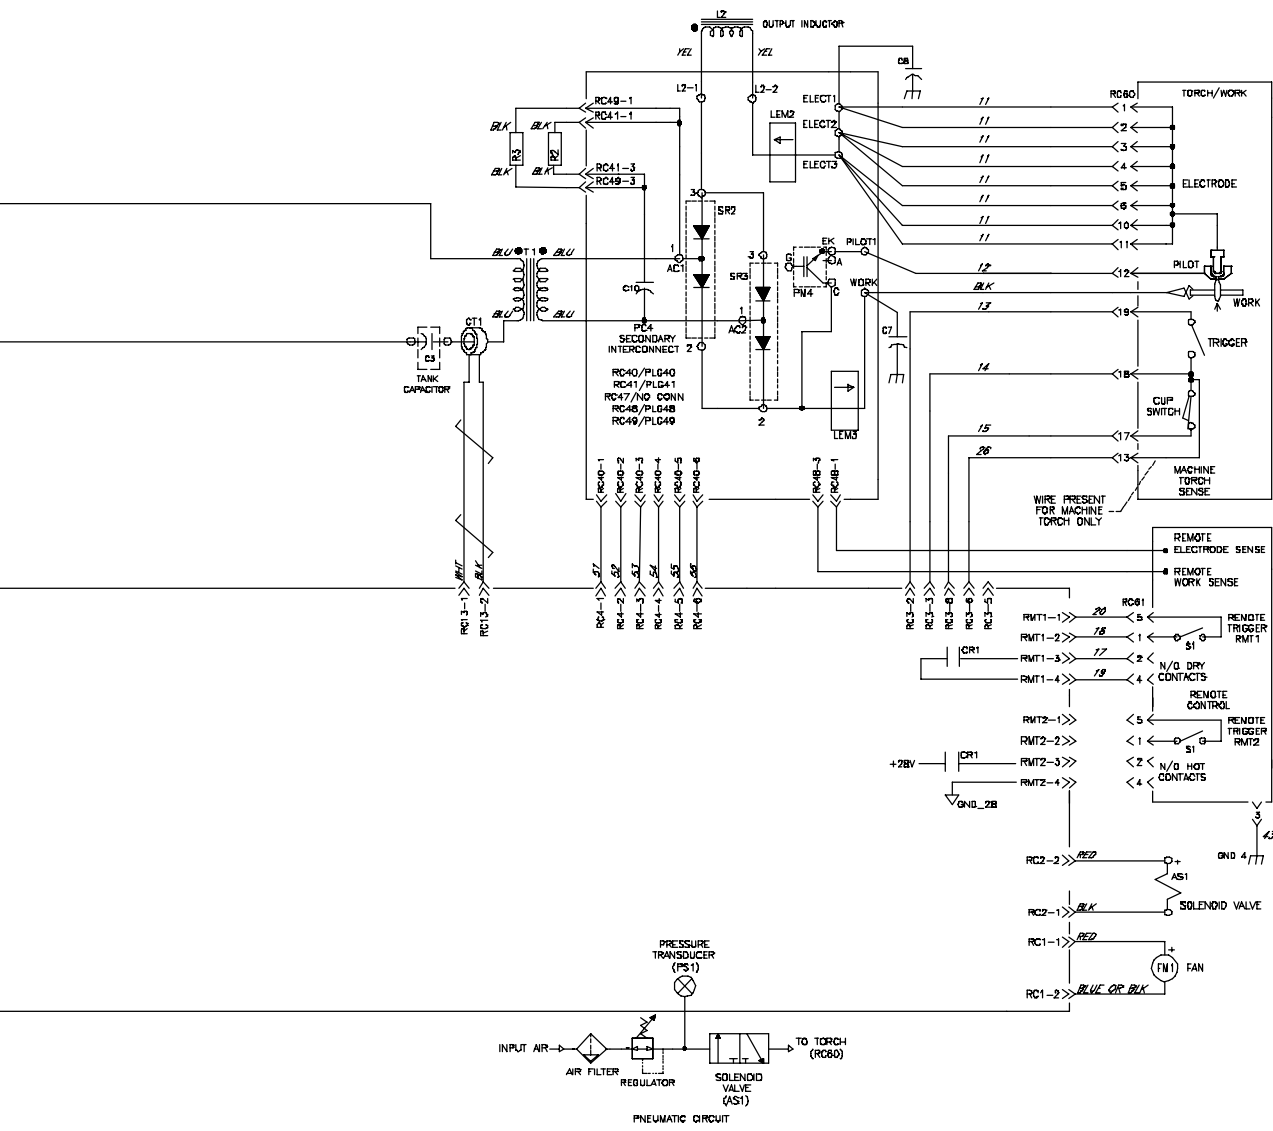 L2
OUTPUT INDUCTOR
YEL
YEL
C8
L2-1
L2-2
RC49-1
RC41-1
BLK
BLK
R3
R2
BLK
BLK
RC41-3
RC49-3
ELECT1
LEM2
ELECT2
ELECT3
11
11
11
11
11
11
11
11
RC60
1
2
3
4
5
6
10
11
TORCH/WORK
ELECTRODE
3
SR2
BLU
T1
BLU
1
AC1
C10
BLU
BLU
3
SR3
1
AC2
EK
PILOT1
G
A
C
PM4
WORK
12
12
PILOT
BLK
WORK
13
19
TRIGGER
C7
14
18
CUP
SWITCH
15
17
26
13
CT1
C3
TANK
CAPACITOR
PC4
SECONDARY
INTERCONNECT
2
RC40/PLG40
RC41/PLG41
RC47/NO CONN
RC48/PLG48
RC49/PLG49
2
LEM3
MACHINE
TORCH
SENSE
WIRE PRESENT
FOR MACHINE
TORCH ONLY
RC40-1
RC40-2
RC40-3
RC40-4
RC40-5
RC40-6
RC48-3
RC48-1
REMOTE
ELECTRODE SENSE
REMOTE
WORK SENSE
WHT
BLK
51
52
53
54
55
56
RC13-1
RC13-2
RC4-1
RC4-2
RC4-3
RC4-4
RC4-5
RC4-6
RC3-2
RC3-3
RC3-8
RC3-6
RC3-5
RC61
RMT1-1
20
5
REMOTE
TRIGGER
RMT1
RMT1-2
16
1
S1
CR1
RMT1-3
17
2
N/O DRY
CONTACTS
RMT1-4
19
4
REMOTE
CONTROL
RMT2-1
5
REMOTE
TRIGGER
RMT2
RMT2-2
1
S1
+28V
CR1
RMT2-3
2
N/O HOT
CONTACTS
RMT2-4
4
GND_28
3
43
GND 4
RC2-2
RED
+
AS1
SOLENOID VALVE
RC2-1
BLK
RC1-1
RED
+
FM1
FAN
RC1-2
BLUE OR BLK
PRESSURE
TRANSDUCER
(PS1)
INPUT AIR
AIR FILTER
REGULATOR
SOLENOID
VALVE
(AS1)
TO TORCH
(RC60)
PNEUMATIC CIRCUIT